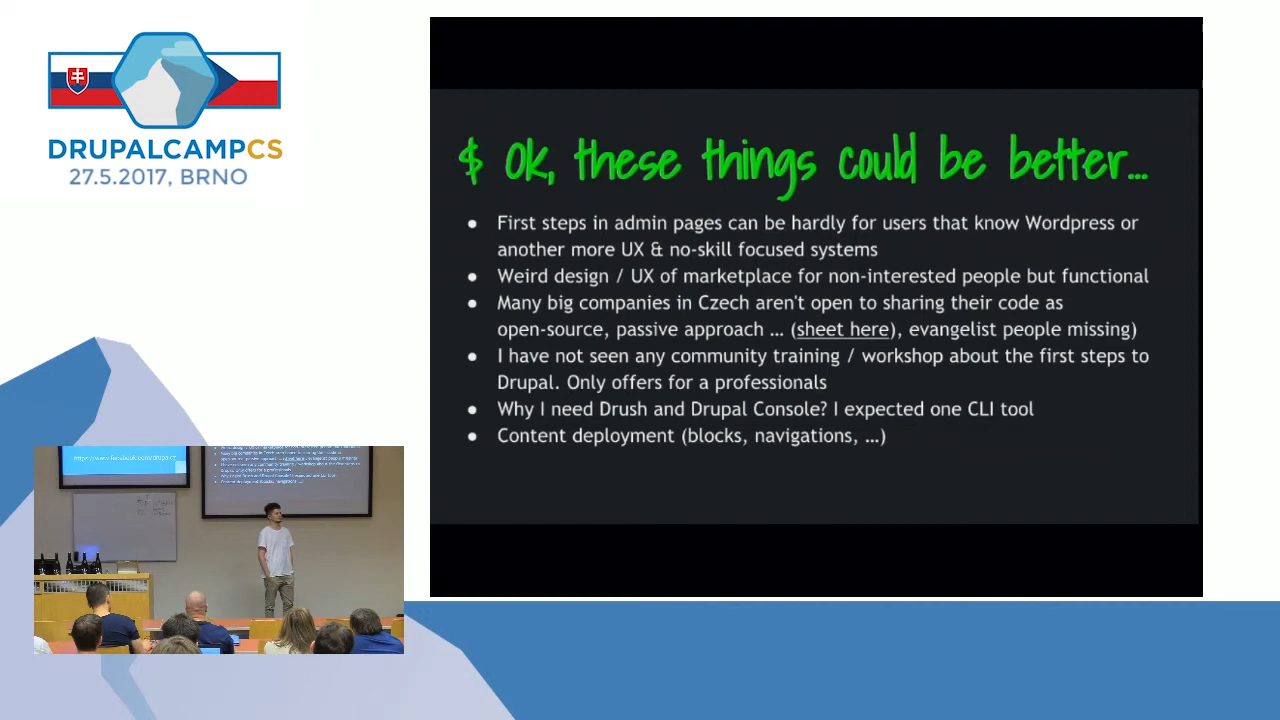 DRUPALCAMPCS
27.5.2017, BRNO
$ Ok, these things could be better...
● First steps in admin pages can be hardly for users that know Wordpress or
another more UX & no-skill focused systems
● Weird design / UX of marketplace for non-interested people but functional
● Many big companies in Czech aren't open to sharing their code as
open-source, passive approach ... (sheet here), evangelist people missing)
● I have not seen any community training / workshop about the first steps to
Drupal. Only offers for a professionals
● Why I need Drush and Drupal Console? I expected one CLI tool
● Content deployment (blocks, navigations, ...)